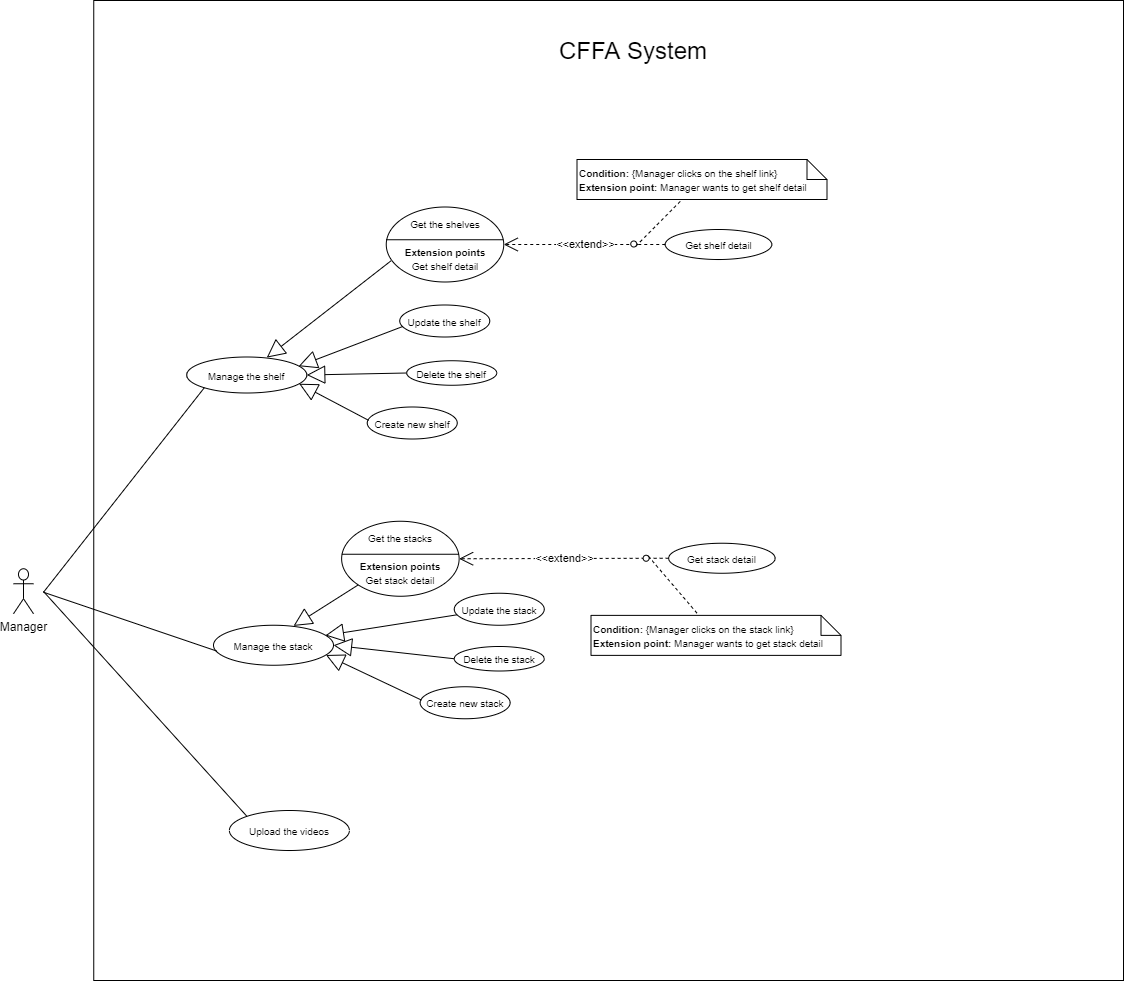 CFFA System
Condition: {Manager clicks on the shelf link}
Extension point: Manager wants to get shelf detail
Get the shelves
Extension points
Get shelf detail
<<extend>>
Get shelf detail
Update the shelf
Manage the shelf
Delete the shelf
Create new shelf
Get the stacks
Extension points
Get stack detail
<<extend>>
Get stack detail
Manager
Update the stack
Condition: {Manager clicks on the stack link}
Extension point: Manager wants to get stack detail
Manage the stack
Delete the stack
Create new stack
Upload the videos